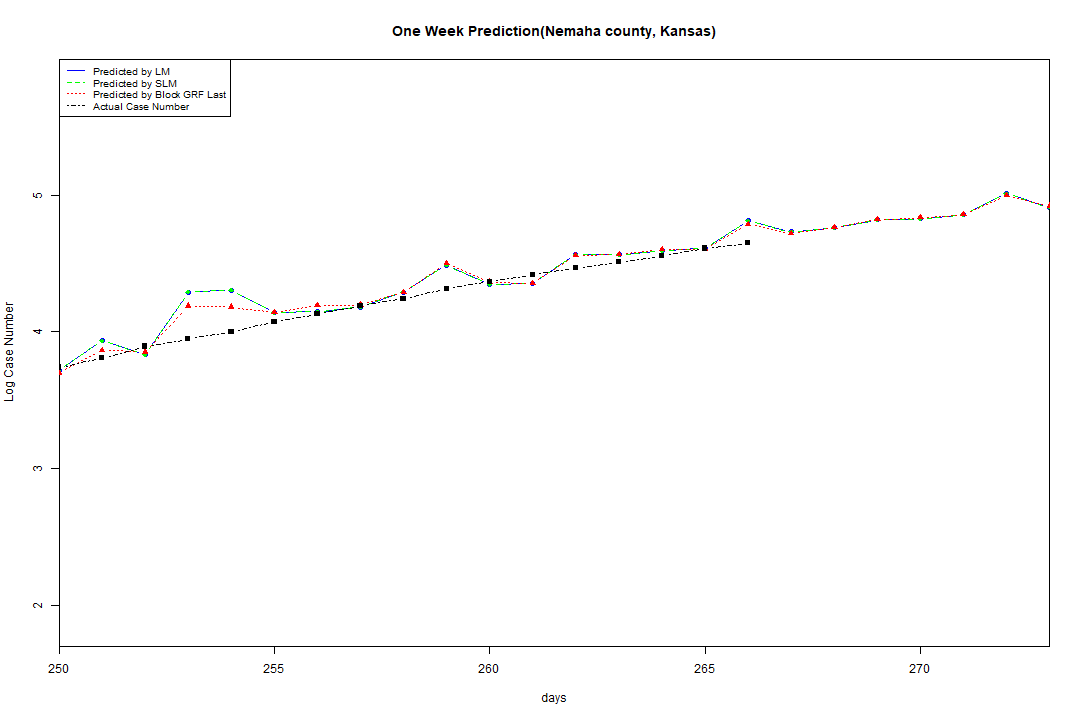 One Week Prediction(Nemaha county, Kansas)
Predicted by LM
Predicted by SLM
Predicted by Block GRF Last
Actual Case Number
Log Case Number
5
4
3
2
250 255 260 265 270
days